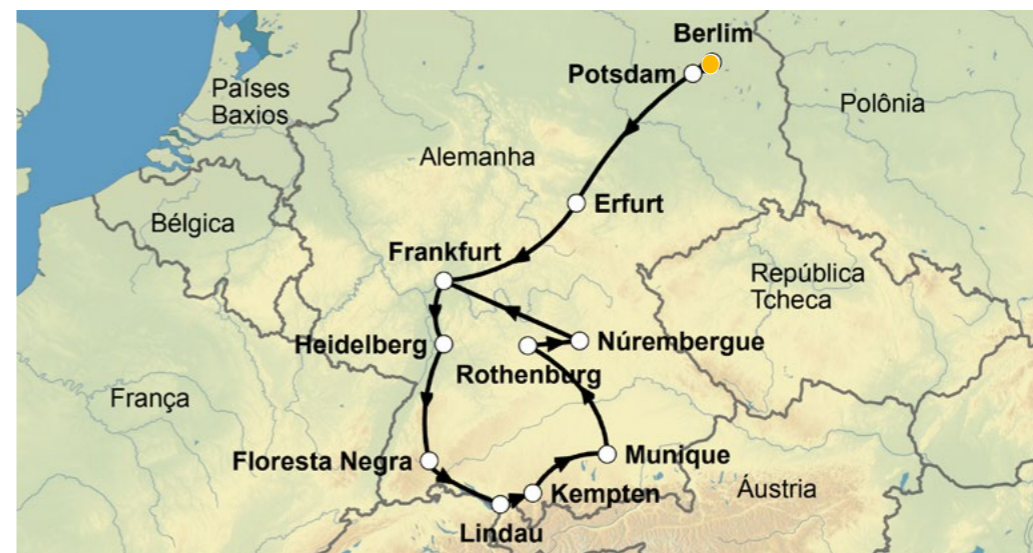 Berlim
Potsdam
Países
Baxios
Polônia
Alemanha
Erfurt
Bélgica
Frankfurt
República
Tcheca
Heidelberg
Núrembergue
Rothenburg
França
Floresta Negra
Munique
Kempten
Áustria
Lindau